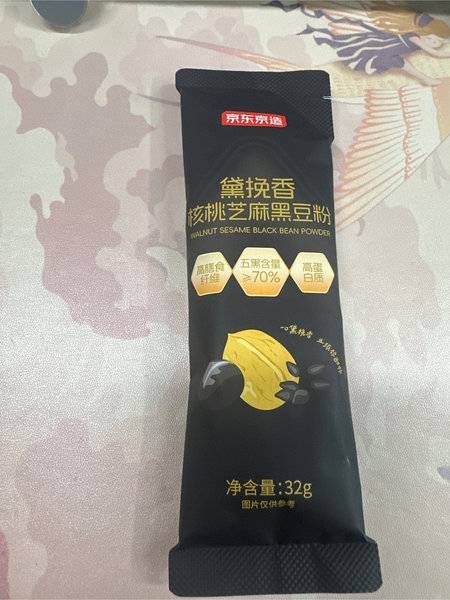 京东京造
黛挽香
核桃芝麻黑豆粉
WALNUT SESAME BLACK BEAN POWDER
高膳食
纤维
五黑含量
≥70%
高蛋
白质
净含量:32g
图片仅供参考